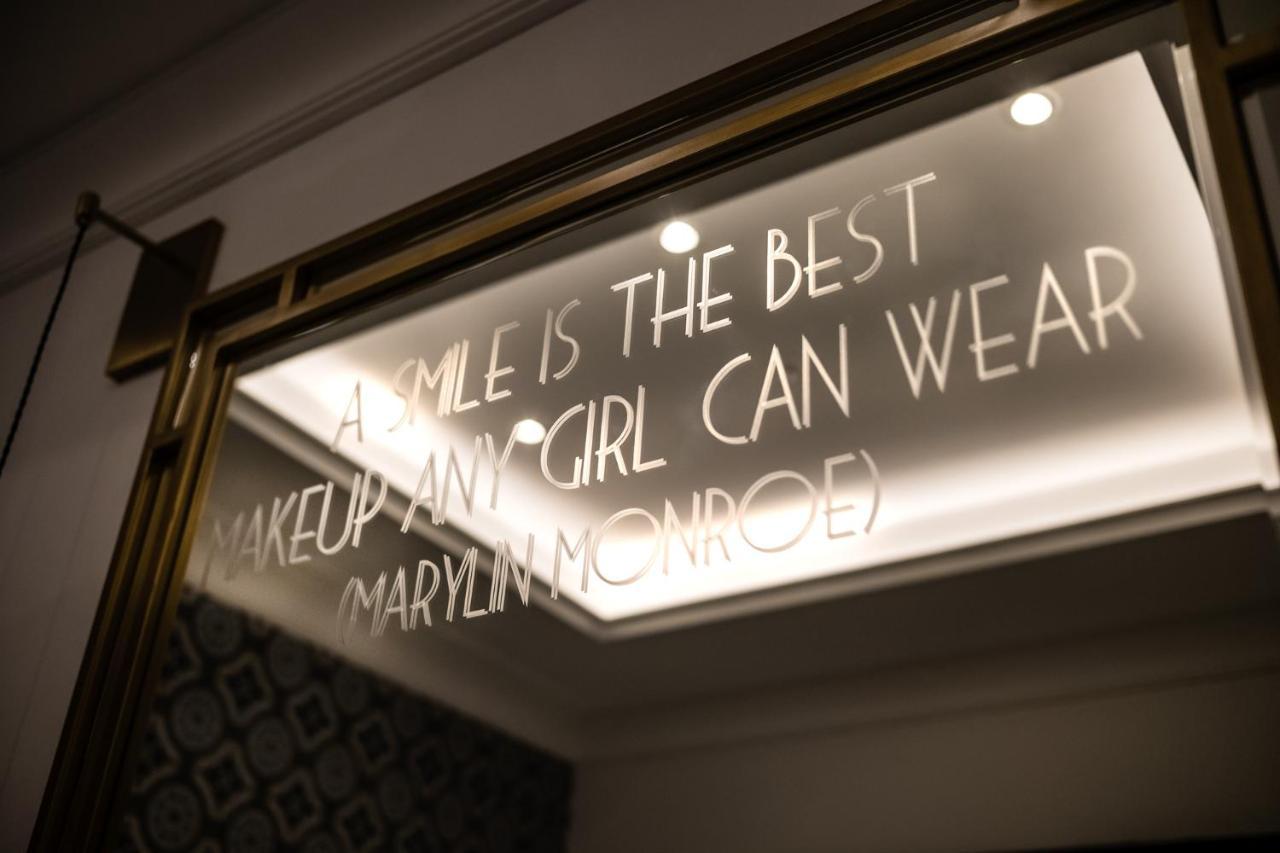 A SMILE IS THE BEST
MAKEUP ANY GIRL CAN WEAR
(MARYLIN MONROE)